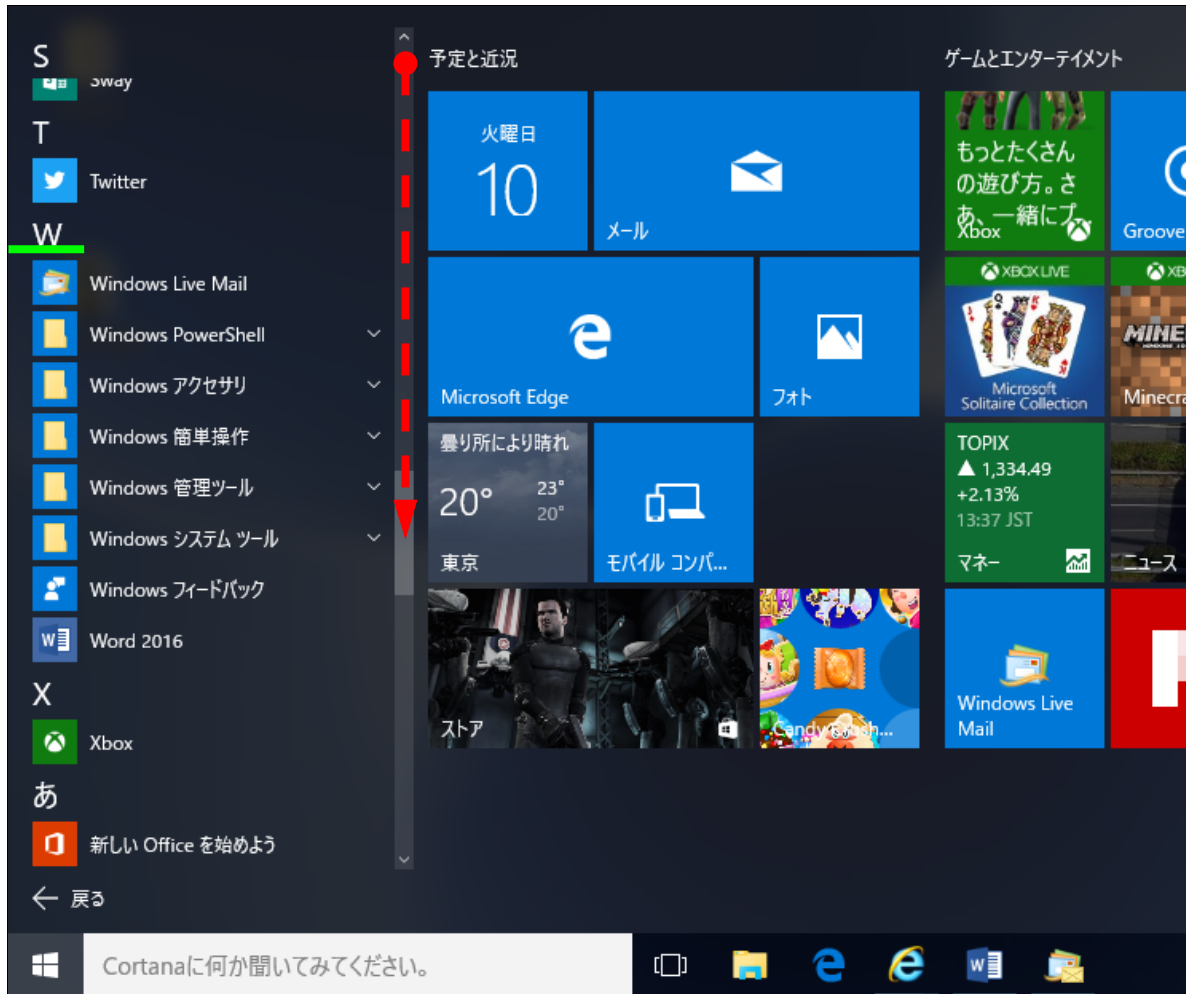 S
Sway
T
Twitter
W
Windows Live Mail
Windows PowerShell
Windows アクセサリ
Windows 簡単操作
Windows 管理ツール
Windows システム ツール
Windows フィードバック
Word 2016
X
Xbox
あ
新しい Office を始めよう
戻る
予定と近況
火曜日
10
メール
Microsoft Edge
フォト
曇り所により晴れ
20°
23°
20°
東京
モバイル コンパ...
ストア
Candy Crush...
ゲームとエンターテイメント
もっとたくさん
の遊び方。さ
あ、一緒にプ
Xbox
Groove
XBOX LIVE
XB
Microsoft
Solitaire Collection
MINE
Minecra
TOPIX
▲ 1,334.49
+2.13%
13:37 JST
マネー
ニュース
Windows Live
Mail
Cortanaに何か聞いてみてください。